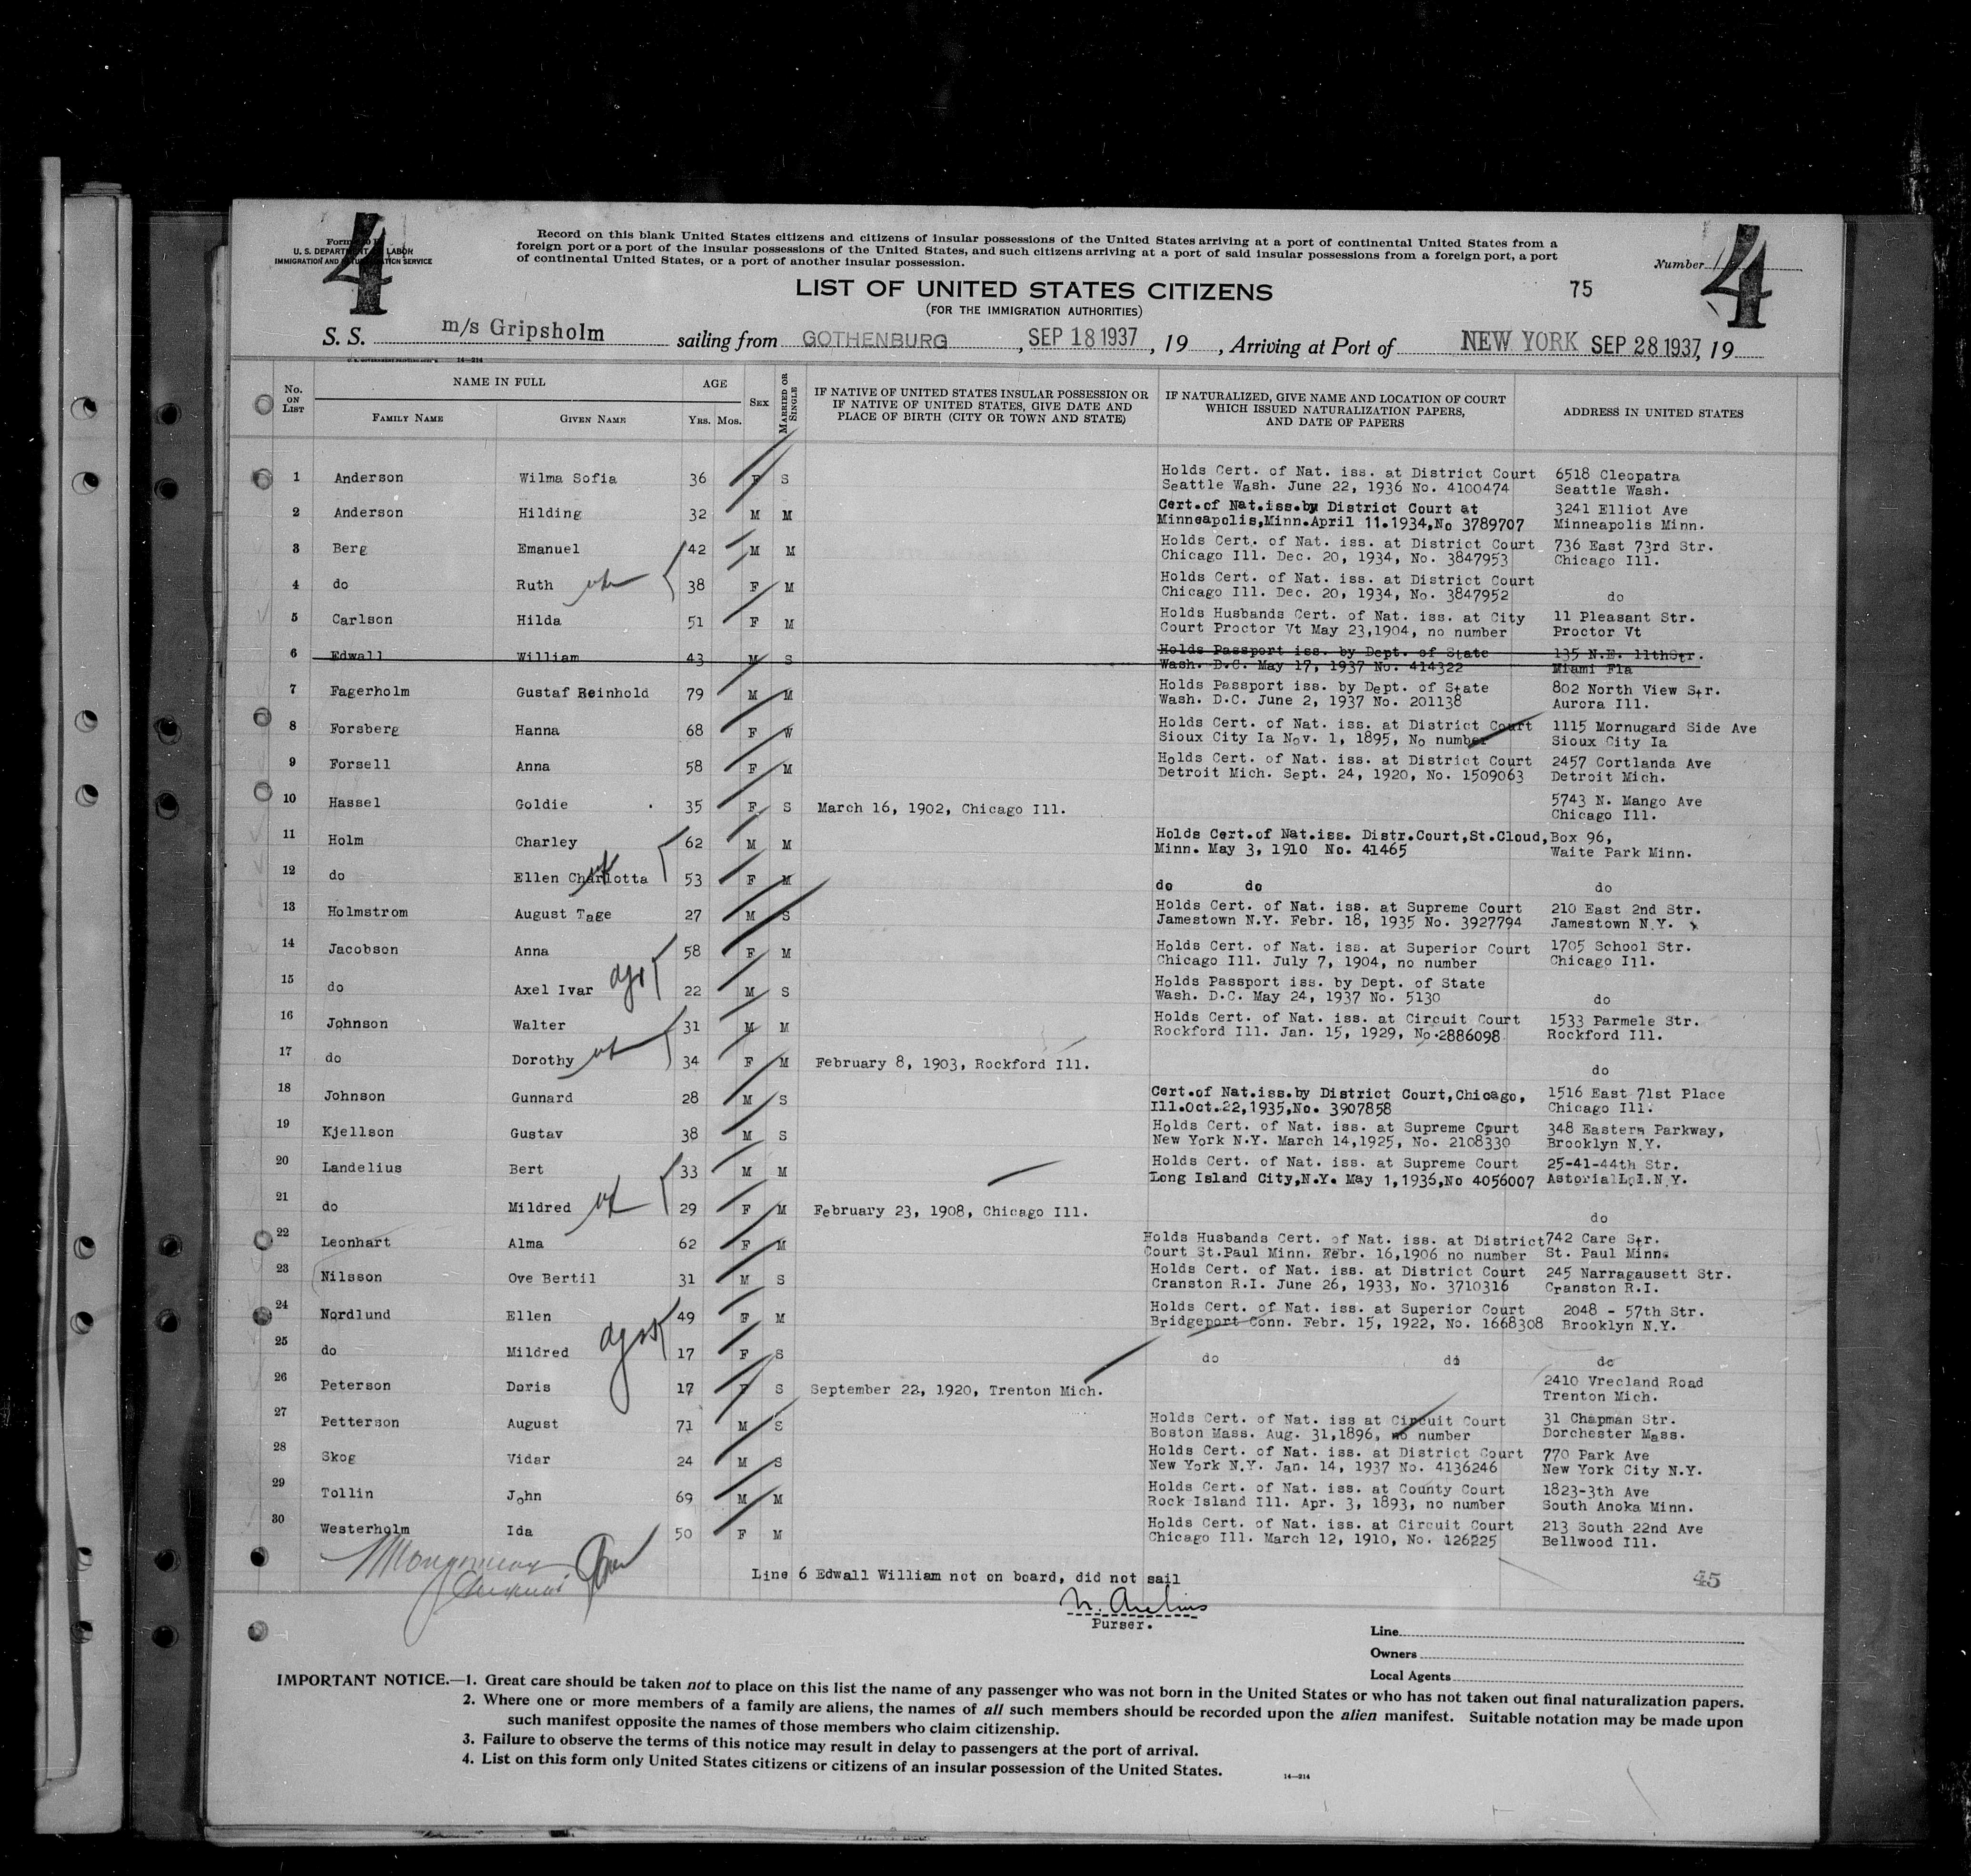 4
4
U. S. DEPARTMENT OF LABOR
IMMIGRATION AND NATURALIZATION SERVICE
Record on this blank United States citizens and citizens of insular possessions of the United States arriving at a port of continental United States from a
foreign port or a port of the insular possessions of the United States, and such citizens arriving at a port of said insular possessions from a foreign port, a port
of continental United States, or a port of another insular possession.
Number
LIST OF UNITED STATES CITIZENS
75
(FOR THE IMMIGRATION AUTHORITIES)
S. S. m/s Gripsholm sailing from GOTHENBURG, SEP 18 1937, 19 , Arriving at Port of NEW YORK SEP 28 1937, 19
14—214
No. ON LIST NAME IN FULL AGE SEX MARRIED OR SINGLE IF NATIVE OF UNITED STATES INSULAR POSSESSION OR IF NATIVE OF UNITED STATES, GIVE DATE AND PLACE OF BIRTH (CITY OR TOWN AND STATE) IF NATURALIZED, GIVE NAME AND LOCATION OF COURT WHICH ISSUED NATURALIZATION PAPERS, AND DATE OF PAPERS ADDRESS IN UNITED STATES
FAMILY NAME GIVEN NAME YRS. MOS.
1 Anderson Wilma Sofia 36 F S Holds Cert. of Nat. iss. at District Court 6518 Cleopatra
Seattle Wash. June 22, 1936 No. 4100474 Seattle Wash.
2 Anderson Hilding 32 M M Cert.of Nat.iss.by District Court at 3241 Elliot Ave
Minneapolis,Minn.April 11.1934,No 3789707 Minneapolis Minn.
3 Berg Emanuel 42 M M Holds Cert. of Nat. iss. at District Court 736 East 73rd Str.
Chicago Ill. Dec. 20, 1934, No. 3847953 Chicago Ill.
4 do Ruth 38 F M Holds Cert. of Nat. iss. at District Court
Chicago Ill. Dec. 20, 1934, No. 3847952 do
5 Carlson Hilda 51 F M Holds Husbands Cert. of Nat. iss. at City 11 Pleasant Str.
Court Proctor Vt May 23,1904, no number Proctor Vt
6 Edwall William 43 M S Holds Passport iss. by Dept. of State 135 N.E. 11thStr.
Wash. D.C. May 17, 1937 No. 414322 Miami Fla
7 Fagerholm Gustaf Reinhold 79 M M Holds Passport iss. by Dept. of State 802 North View Str.
Wash. D.C. June 2, 1937 No. 201138 Aurora Ill.
8 Forsberg Hanna 68 F W Holds Cert. of Nat. iss. at District Court 1115 Mornugard Side Ave
Sioux City Ia Nov. 1, 1895, No number Sioux City Ia
9 Forsell Anna 58 F M Holds Cert. of Nat. iss. at District Court 2457 Cortlanda Ave
Detroit Mich. Sept. 24, 1920, No. 1509063 Detroit Mich.
10 Hassel Goldie 35 F S March 16, 1902, Chicago Ill. 5743 N. Mango Ave
Chicago Ill.
11 Holm Charley 62 M M Holds Cert.of Nat.iss. Distr.Court,St.Cloud, Box 96,
Minn. May 3, 1910 No. 41465 Waite Park Minn.
12 do Ellen Charlotta 53 F M do do do
13 Holmstrom August Tage 27 M S Holds Cert. of Nat. iss. at Supreme Court 210 East 2nd Str.
Jamestown N.Y. Febr. 18, 1935 No. 3927794 Jamestown N.Y.
14 Jacobson Anna 58 F M Holds Cert. of Nat. iss. at Superior Court 1705 School Str.
Chicago Ill. July 7, 1904, no number Chicago Ill.
15 do Axel Ivar 22 M S Holds Passport iss. by Dept. of State
Wash. D.C. May 24, 1937 No. 5130 do
16 Johnson Walter 31 M M Holds Cert. of Nat. iss. at Circuit Court 1533 Parmele Str.
Rockford Ill. Jan. 15, 1929, No.2886098 Rockford Ill.
17 do Dorothy 34 F M February 8, 1903, Rockford Ill. do
18 Johnson Gunnard 28 M S Cert.of Nat.iss.by District Court,Chicago, 1516 East 71st Place
Ill.Oct.22,1935,No. 3907858 Chicago Ill.
19 Kjellson Gustav 38 M S Holds Cert. of Nat. iss. at Supreme Court 348 Eastern Parkway,
New York N.Y. March 14,1925, No. 2108330 Brooklyn N.Y.
20 Landelius Bert 33 M M Holds Cert. of Nat. iss. at Supreme Court 25-41-44th Str.
Long Island City,N.Y. May 1,1936,No 4056007 AstoriaL.I.N.Y.
21 do Mildred 29 F M February 23, 1908, Chicago Ill. do
22 Leonhart Alma 62 F M Holds Husbands Cert. of Nat. iss. at District 742 Care Str.
Court St.Paul Minn. Febr. 16,1906 no number St. Paul Minn.
23 Nilsson Ove Bertil 31 M S Holds Cert. of Nat. iss. at District Court 245 Narragausett Str.
Cranston R.I. June 26, 1933, No. 3710316 Cranston R.I.
24 Nordlund Ellen 49 F M Holds Cert. of Nat. iss. at Superior Court 2048 - 57th Str.
Bridgeport Conn. Febr. 15, 1922, No. 1668308 Brooklyn N.Y.
25 do Mildred 17 F S do do do
26 Peterson Doris 17 F S September 22, 1920, Trenton Mich. 2410 Vreeland Road
Trenton Mich.
27 Petterson August 71 M S Holds Cert. of Nat. iss at Circuit Court 31 Chapman Str.
Boston Mass. Aug. 31,1896, no number Dorchester Mass.
28 Skog Vidar 24 M S Holds Cert. of Nat. iss. at District Court 770 Park Ave
New York N.Y. Jan. 14, 1937 No. 4136246 New York City N.Y.
29 Tollin John 69 M M Holds Cert. of Nat. iss. at County Court 1823-3th Ave
Rock Island Ill. Apr. 3, 1893, no number South Anoka Minn.
30 Westerholm Ida 50 F M Holds Cert. of Nat. iss. at Circuit Court 213 South 22nd Ave
Chicago Ill. March 12, 1910, No. 126225 Bellwood Ill.
Line 6 Edwall William not on board, did not sail
45
Purser.
Line
Owners
Local Agents
IMPORTANT NOTICE.—1. Great care should be taken not to place on this list the name of any passenger who was not born in the United States or who has not taken out final naturalization papers.
2. Where one or more members of a family are aliens, the names of all such members should be recorded upon the alien manifest. Suitable notation may be made upon
such manifest opposite the names of those members who claim citizenship.
3. Failure to observe the terms of this notice may result in delay to passengers at the port of arrival.
4. List on this form only United States citizens or citizens of an insular possession of the United States.
14—214